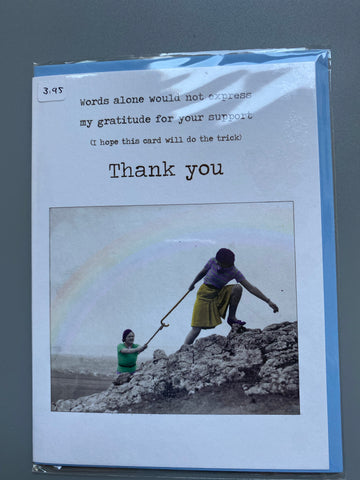 3.95
Words alone would not express
my gratitude for your support
(I hope this card will do the trick)
Thank you